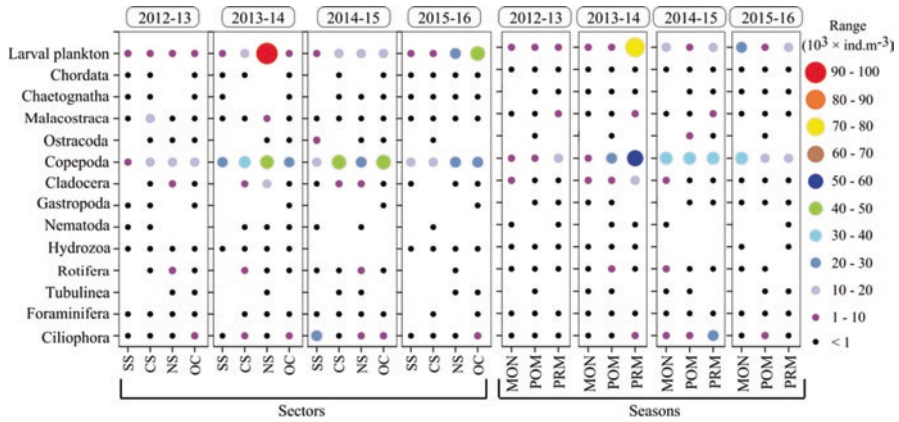 2012-13 2013-14 2014-15 2015-16 2012-13 2013-14 2014-15 2015-16
Range
(10³ × ind.m⁻³)
Larval plankton
Chordata
Chaetognatha
Malacostraca
Ostracoda
Copepoda
Cladocera
Gastropoda
Nematoda
Hydrozoa
Rotifera
Tubulinea
Foraminifera
Ciliophora
90 - 100
80 - 90
70 - 80
60 - 70
50 - 60
40 - 50
30 - 40
20 - 30
10 - 20
1 - 10
< 1
SS CS NS OC SS CS NS OC SS CS NS OC SS CS NS OC MON POM PRM MON POM PRM MON POM PRM MON POM PRM
Sectors Seasons